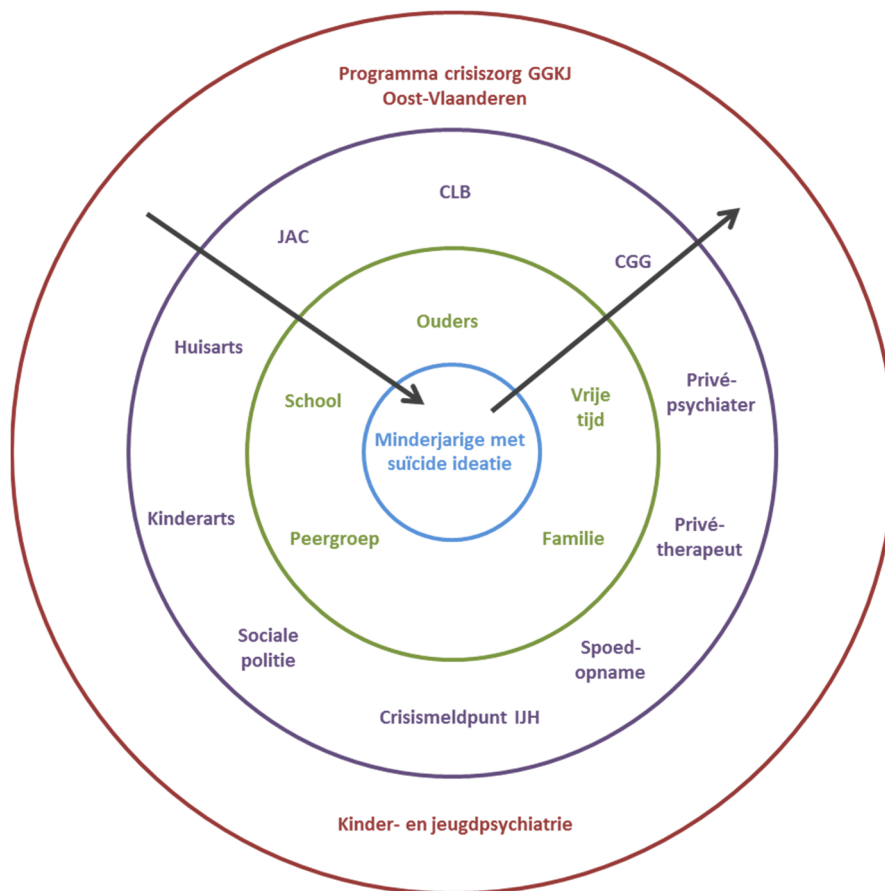 Programma crisiszorg GGKJ
Oost-Vlaanderen
CLB
JAC
CGG
Ouders
Huisarts
School
Vrije
tijd
Privé-
psychiater
Minderjarige met
suïcide ideatie
Kinderarts
Peergroep
Familie
Privé-
therapeut
Sociale
politie
Spoed-
opname
Crisismeldpunt IJH
Kinder- en jeugdpsychiatrie